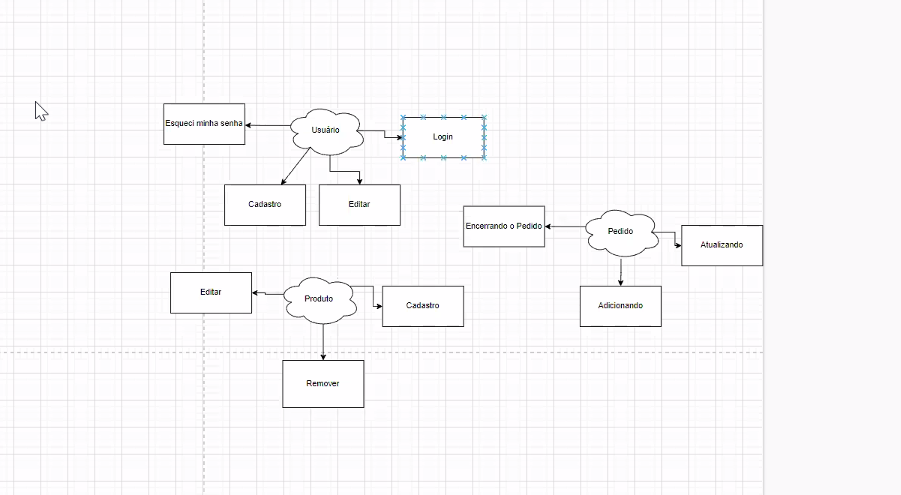 Esqueci minha senha
Usuário
Login
Cadastro
Editar
Encerrando o Pedido
Pedido
Atualizando
Editar
Produto
Cadastro
Adicionando
Remover